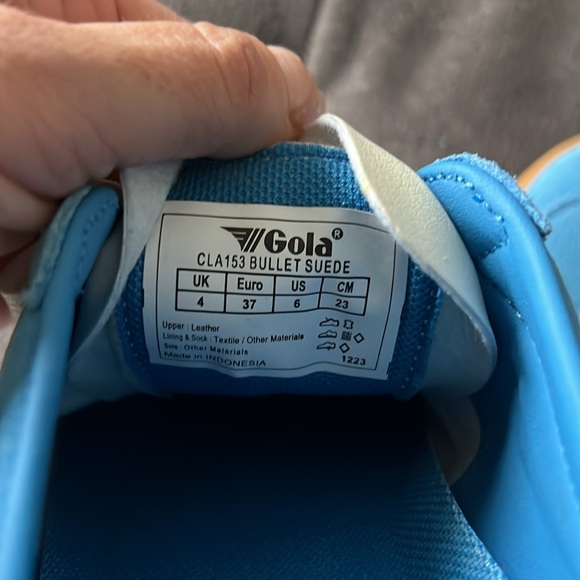 Gola®
CLA153 BULLET SUEDE
UK Euro US CM
4 37 6 23
Upper : Leather
Lining & Sock : Textile / Other Materials
Sole : Other Materials
Made in INDONESIA
1223